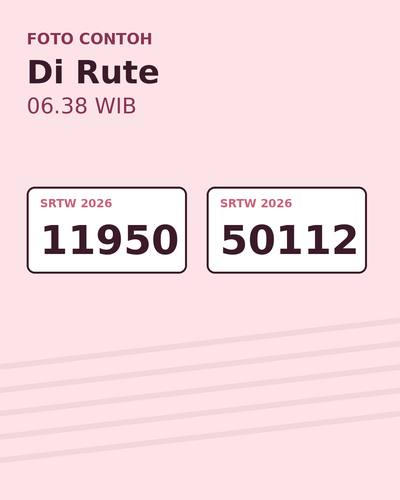 FOTO CONTOH
Di Rute
06.38 WIB
SRTW 2026
11950
SRTW 2026
50112